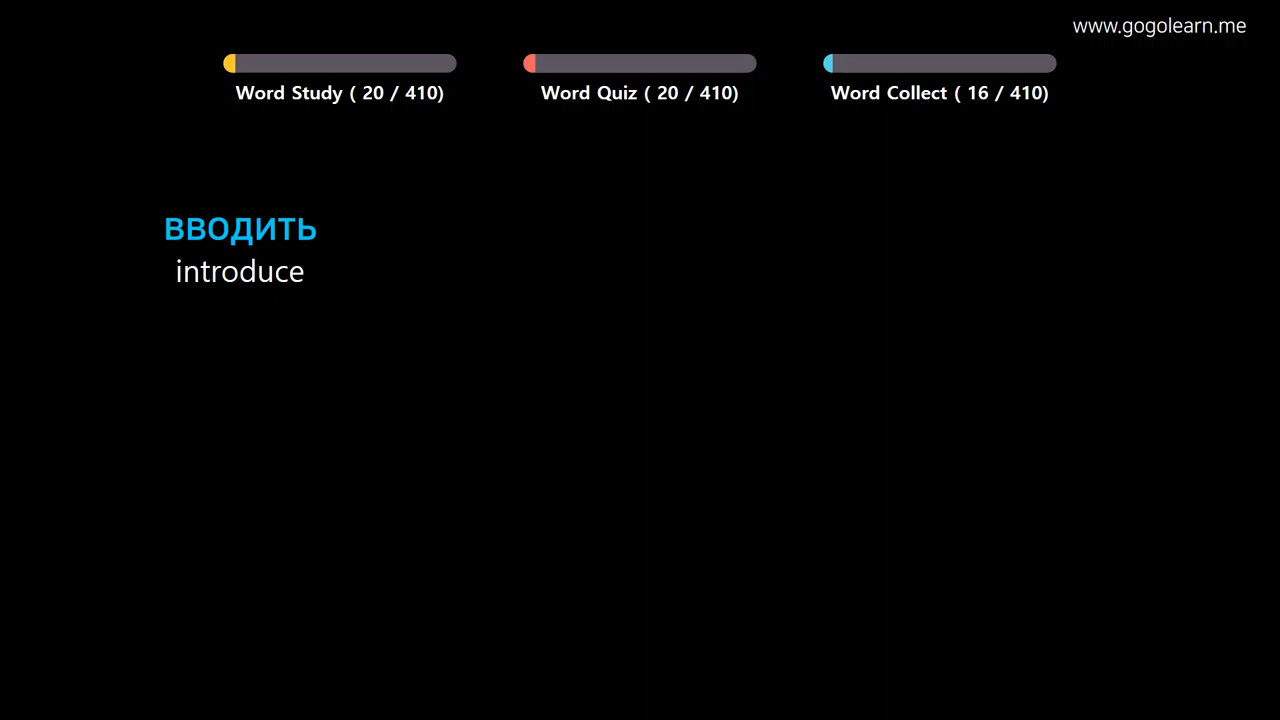 www.gogolearn.me
Word Study ( 20 / 410)
Word Quiz ( 20 / 410)
Word Collect ( 16 / 410)
вводить
introduce